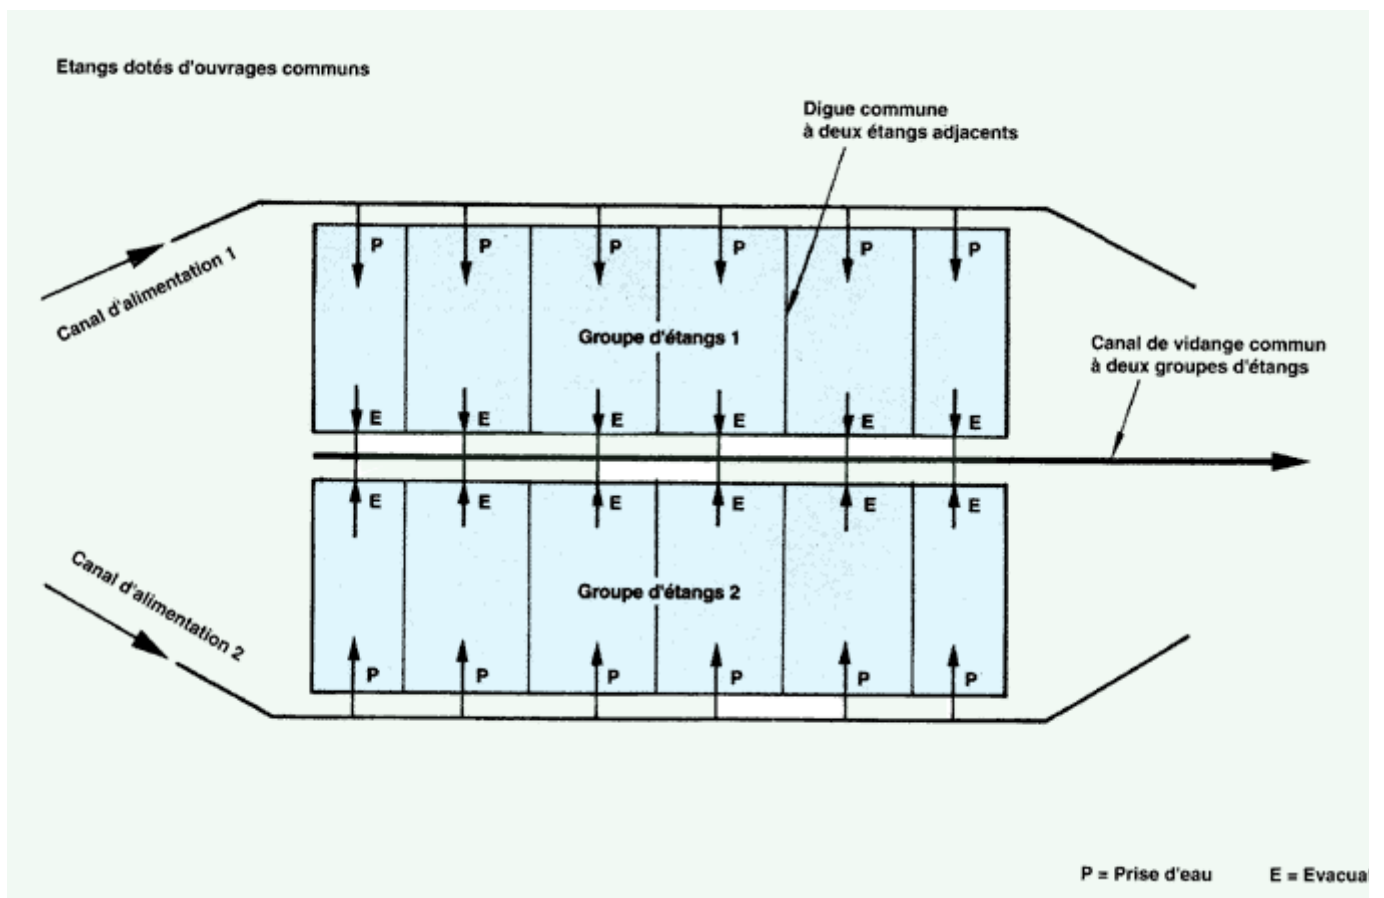 Etangs dotés d'ouvrages communs
Digue commune
à deux étangs adjacents
Canal d'alimentation 1
P P P P P P
Groupe d'étangs 1
Canal de vidange commun
à deux groupes d'étangs
E E E E E E
E E E E E E
Canal d'alimentation 2
Groupe d'étangs 2
P P P P P P
P = Prise d'eau E = Evacua